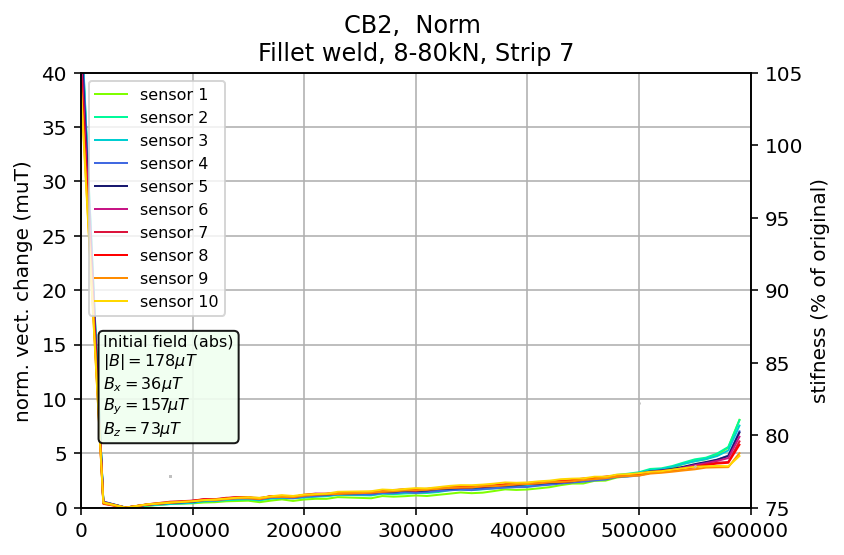 CB2,  Norm
Fillet weld, 8-80kN, Strip 7
norm. vect. change (muT)
40
35
30
25
20
15
10
5
0
sensor 1
sensor 2
sensor 3
sensor 4
sensor 5
sensor 6
sensor 7
sensor 8
sensor 9
sensor 10
Initial field (abs)
|B| = 178μT
Bₓ = 36μT
Bᵧ = 157μT
B_z = 73μT
105
100
95
90
85
80
75
stifness (% of original)
0
100000
200000
300000
400000
500000
600000